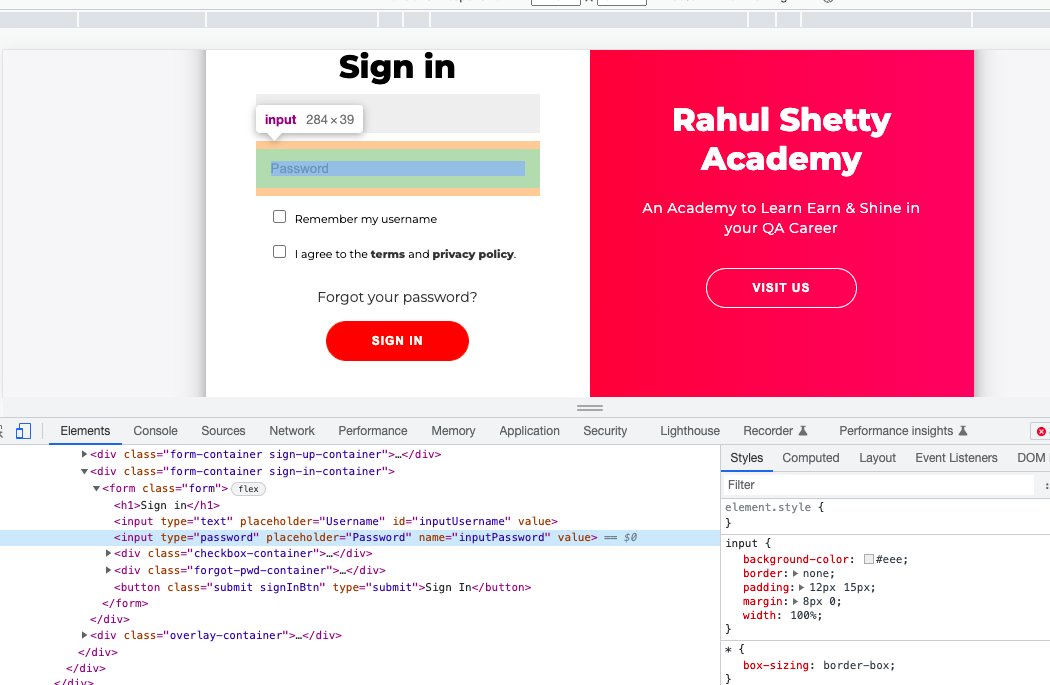 Sign in
input 284 × 39
Password
Remember my username
I agree to the terms and privacy policy.
Forgot your password?
SIGN IN
Rahul Shetty
Academy
An Academy to Learn Earn & Shine in
your QA Career
VISIT US
Elements Console Sources Network Performance Memory Application Security Lighthouse Recorder Performance insights
<div class="form-container sign-up-container">…</div>
<div class="form-container sign-in-container">
<form class="form"> flex
<h1>Sign in</h1>
<input type="text" placeholder="Username" id="inputUsername" value>
<input type="password" placeholder="Password" name="inputPassword" value> == $0
<div class="checkbox-container">…</div>
<div class="forgot-pwd-container">…</div>
<button class="submit signInBtn" type="submit">Sign In</button>
</form>
</div>
<div class="overlay-container">…</div>
</div>
</div>
</div>
Styles Computed Layout Event Listeners DOM
Filter
element.style {
}
input {
background-color: #eee;
border: none;
padding: 12px 15px;
margin: 8px 0;
width: 100%;
}
* {
box-sizing: border-box;
}